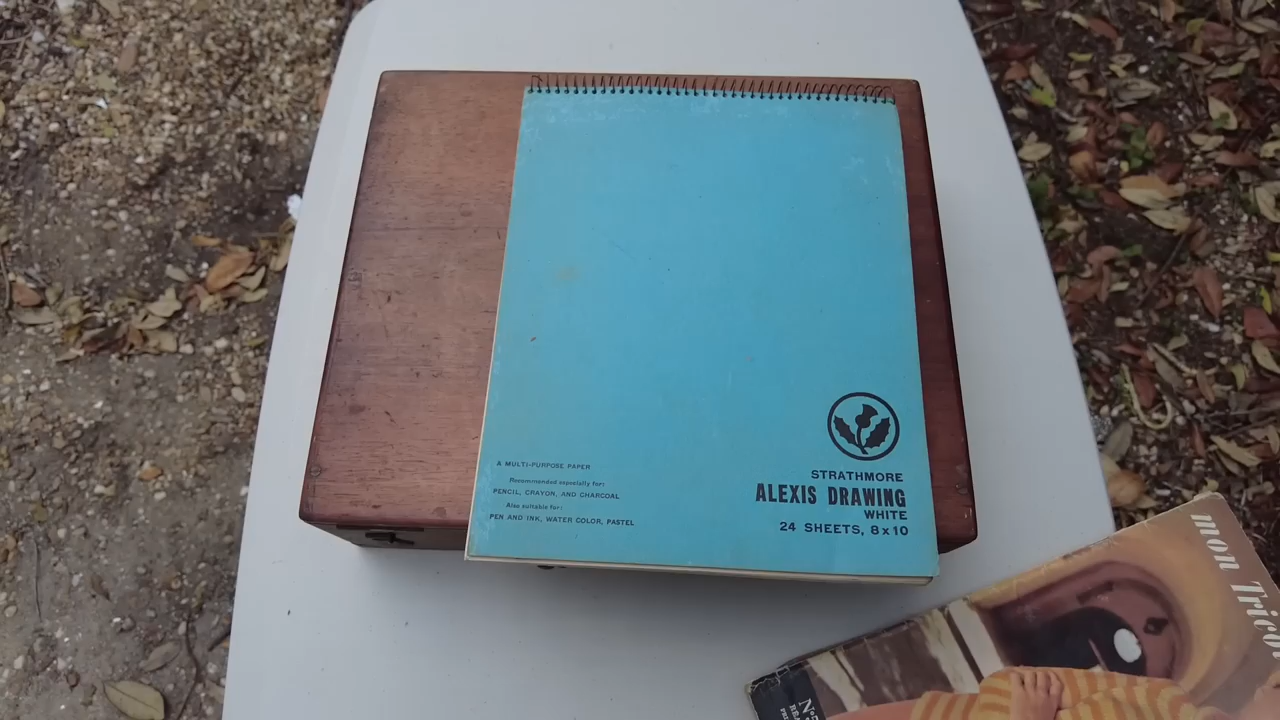 A MULTI-PURPOSE PAPER
Recommended especially for:
PENCIL, CRAYON, AND CHARCOAL
Also suitable for:
PEN AND INK, WATER COLOR, PASTEL
STRATHMORE
ALEXIS DRAWING
WHITE
24 SHEETS, 8x10
mon Tricot